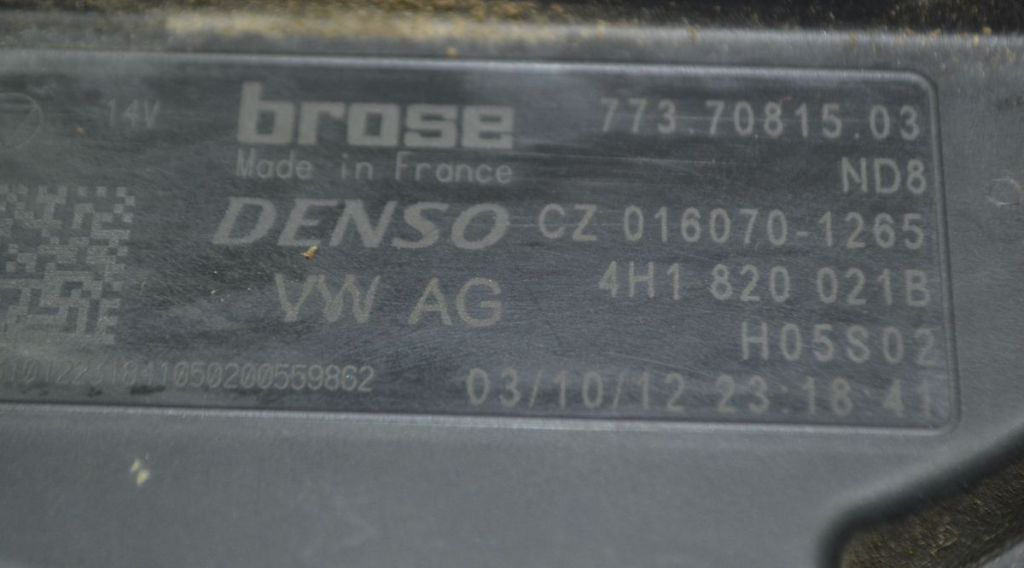 14V brose 773.70815.03
Made in France ND8
DENSO CZ 016070-1265
VW AG 4H1 820 021B
H05S02
03/10/12 23:18:41